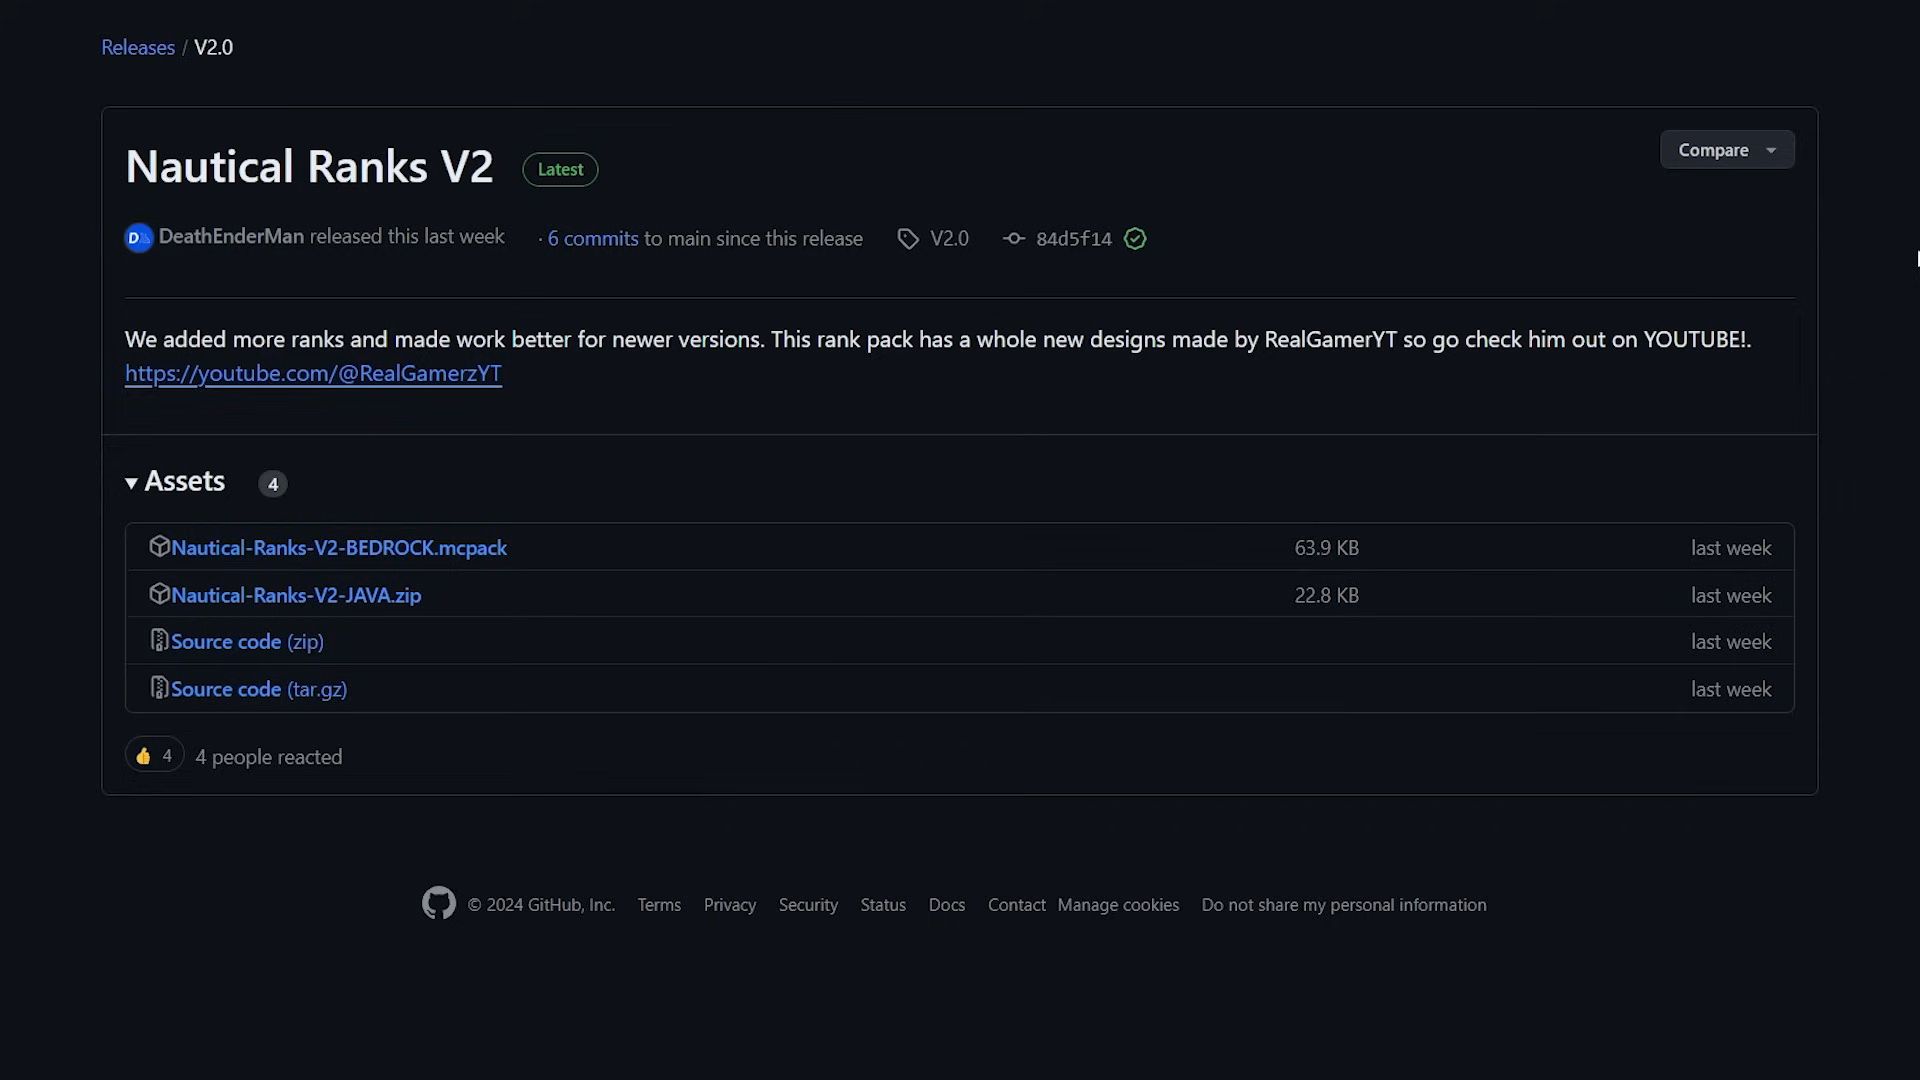 Releases / V2.0
Nautical Ranks V2 Latest
Compare
DeathEnderMan released this last week · 6 commits to main since this release V2.0 84d5f14
We added more ranks and made work better for newer versions. This rank pack has a whole new designs made by RealGamerYT so go check him out on YOUTUBE!.
https://youtube.com/@RealGamerzYT
Assets 4
Nautical-Ranks-V2-BEDROCK.mcpack 63.9 KB last week
Nautical-Ranks-V2-JAVA.zip 22.8 KB last week
Source code (zip) last week
Source code (tar.gz) last week
4 4 people reacted
© 2024 GitHub, Inc. Terms Privacy Security Status Docs Contact Manage cookies Do not share my personal information